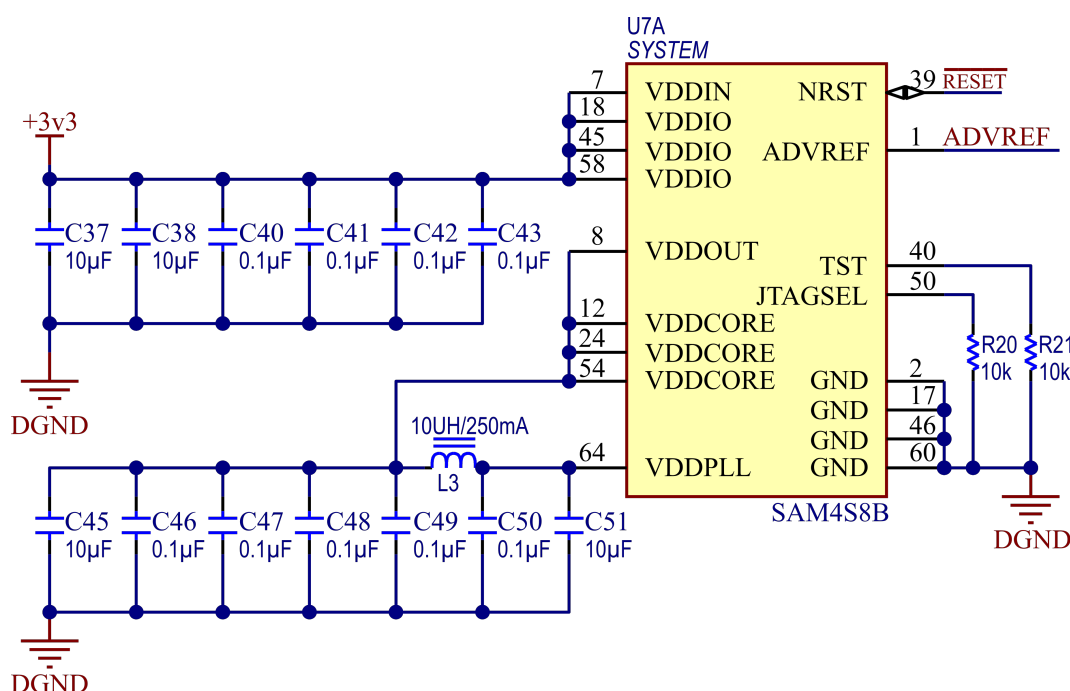 U7A
SYSTEM
7 VDDIN NRST 39 RESET
18 VDDIO
+3v3
45 VDDIO ADVREF 1 ADVREF
58 VDDIO
C37 C38 C40 C41 C42 C43
10µF 10µF 0.1µF 0.1µF 0.1µF 0.1µF
8 VDDOUT
TST 40
JTAGSEL 50
12 VDDCORE
24 VDDCORE
R20 R21
10k 10k
54 VDDCORE GND 2
GND 17
DGND
10UH/250mA
GND 46
64 VDDPLL GND 60
L3
SAM4S8B
C45 C46 C47 C48 C49 C50 C51
10µF 0.1µF 0.1µF 0.1µF 0.1µF 0.1µF 10µF
DGND
DGND